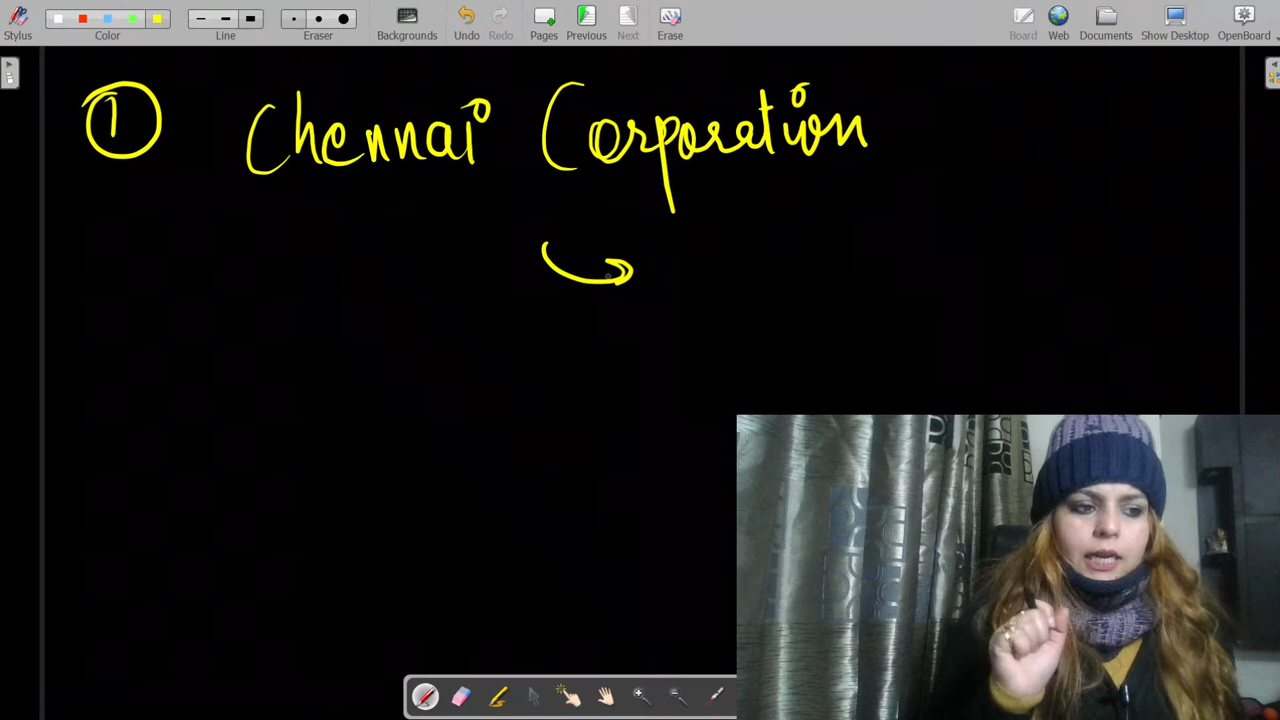 Stylus
Color
Line
Eraser
Backgrounds
Undo
Redo
Pages
Previous
Next
Erase
Board
Web
Documents
Show Desktop
OpenBoard
1 Chennai Corporation